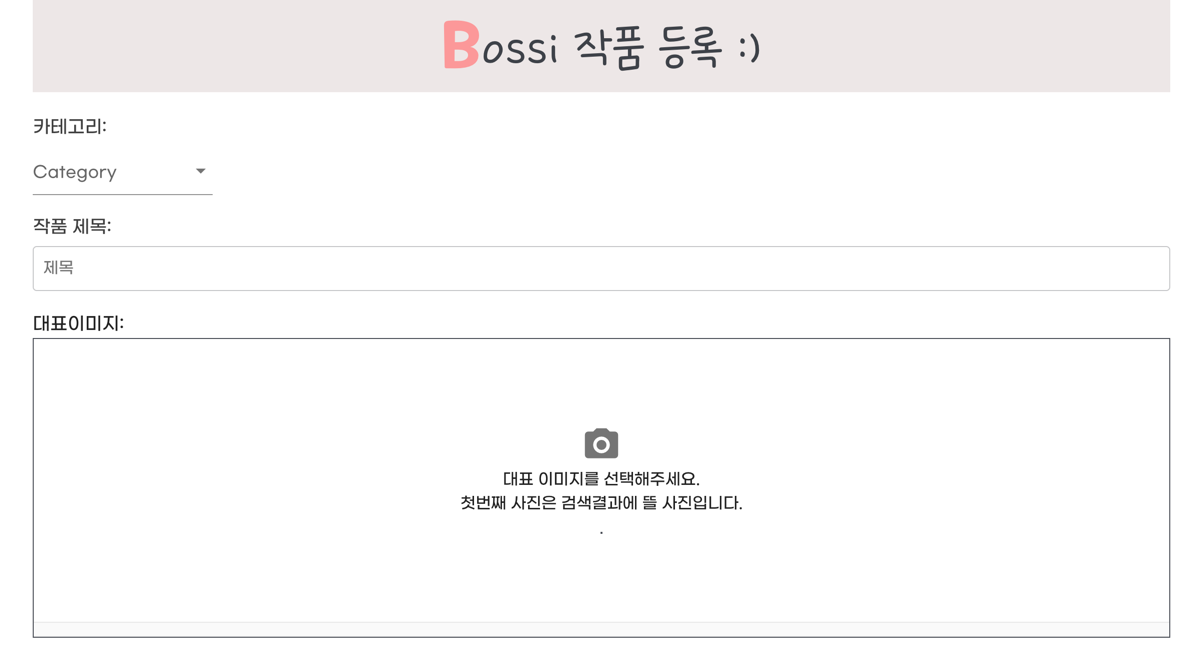 Bossi 작품 등록 :)
카테고리:
Category
작품 제목:
제목
대표이미지:
대표 이미지를 선택해주세요.
첫번째 사진은 검색결과에 뜰 사진입니다.
.